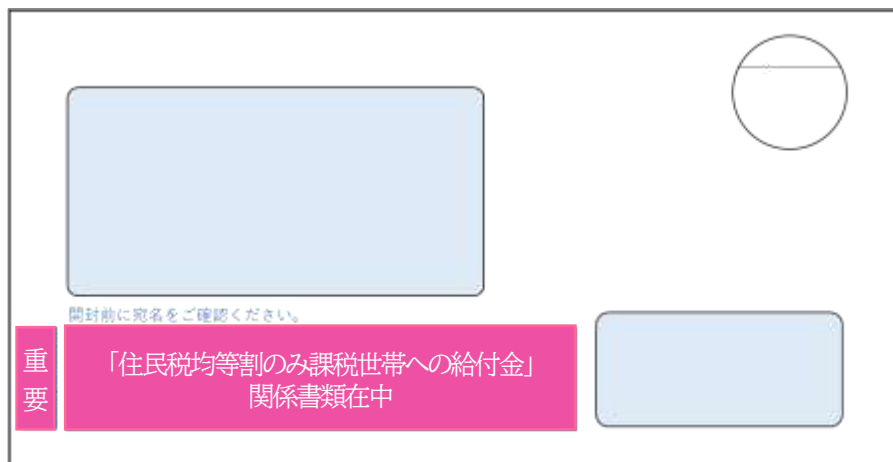 開封前に宛名をご確認ください。
重要
「住民税均等割のみ課税世帯への給付金」
関係書類在中